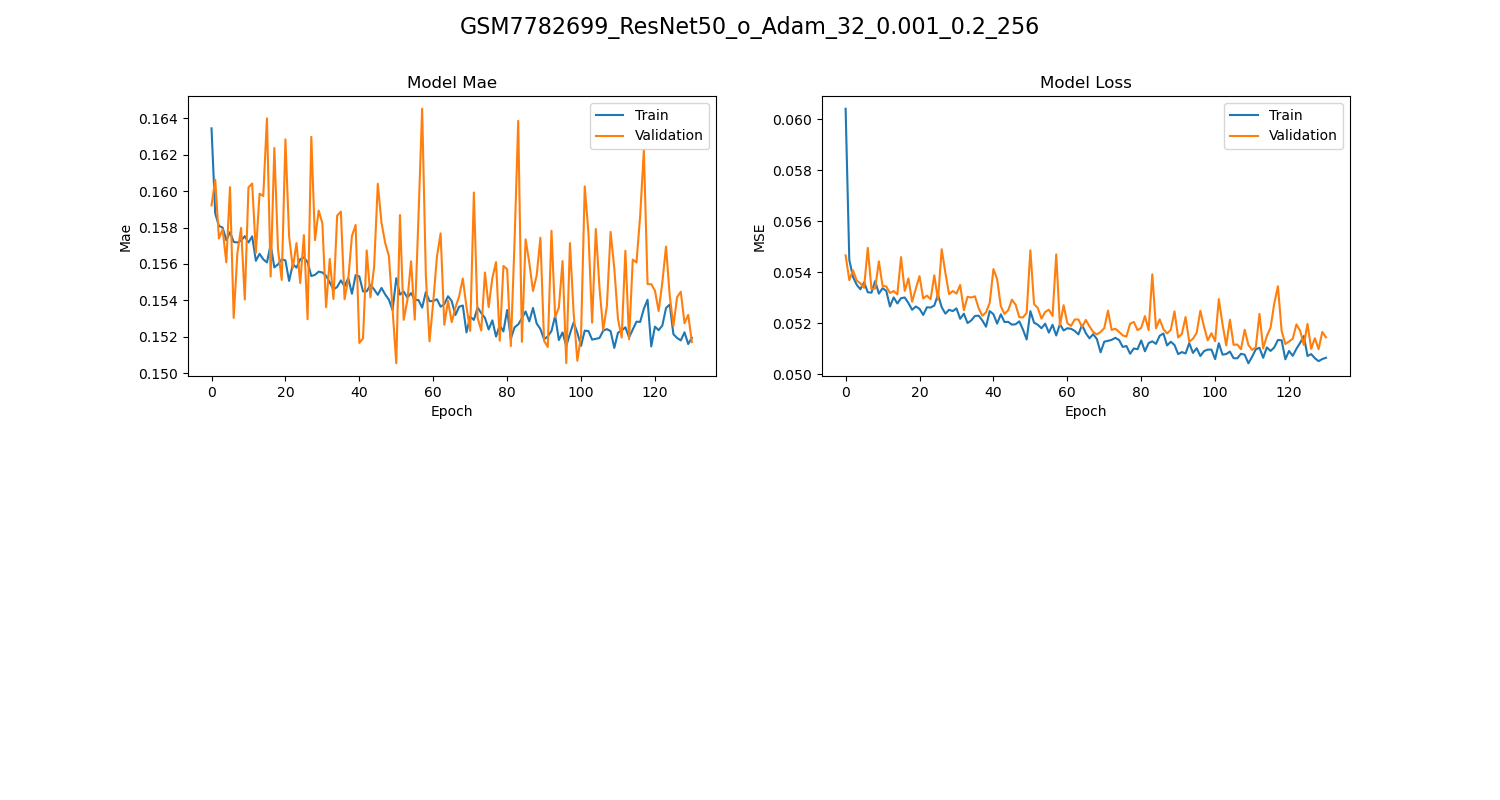 GSM7782699_ResNet50_o_Adam_32_0.001_0.2_256
Model Mae
Train
Validation
0.164
0.162
0.160
0.158
0.156
0.154
0.152
0.150
Mae
0 20 40 60 80 100 120
Epoch
Model Loss
Train
Validation
0.060
0.058
0.056
0.054
0.052
0.050
MSE
0 20 40 60 80 100 120
Epoch